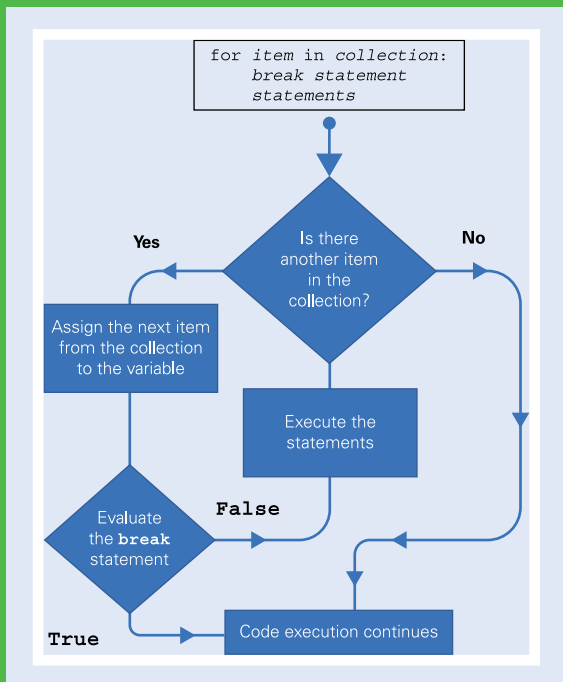 for item in collection:
break statement
statements
Is there
another item
in the
collection?
Yes
No
Assign the next item
from the collection
to the variable
Execute the
statements
Evaluate
the break
statement
False
True
Code execution continues